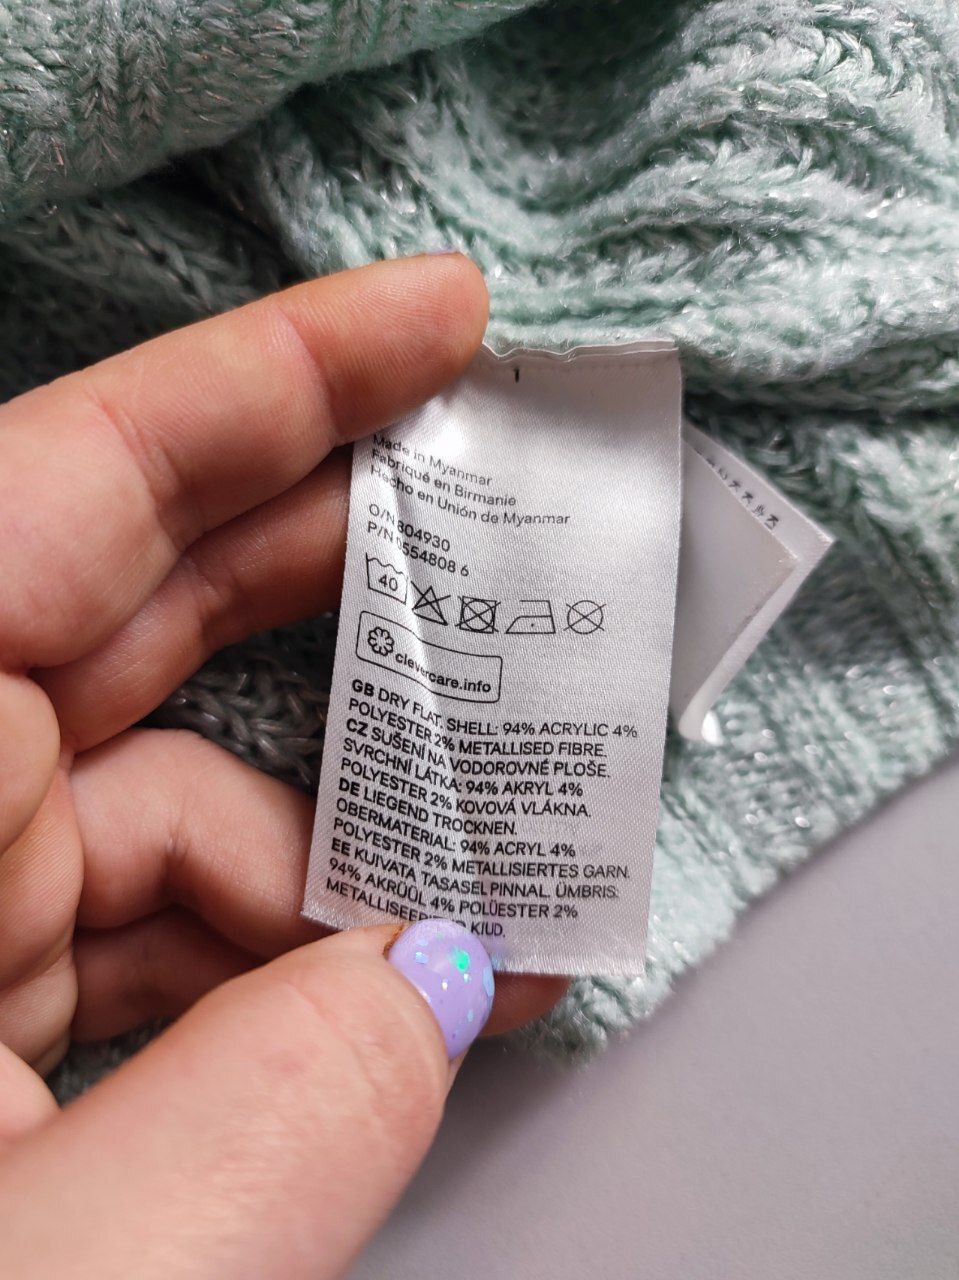 Made in Myanmar
Fabriqué en Birmanie
Hecho en Unión de Myanmar
O/N 804930
P/N 0554808 6
40
clevercare.info
GB DRY FLAT. SHELL: 94% ACRYLIC 4%
POLYESTER 2% METALLISED FIBRE.
CZ SUŠENÍ NA VODOROVNÉ PLOŠE.
SVRCHNÍ LÁTKA: 94% AKRYL 4%
POLYESTER 2% KOVOVÁ VLÁKNA.
DE LIEGEND TROCKNEN.
OBERMATERIAL: 94% ACRYL 4%
POLYESTER 2% METALLISIERTES GARN.
EE KUIVATA TASASEL PINNAL. ÜMBRIS:
94% AKRÜÜL 4% POLÜESTER 2%
KIUD.